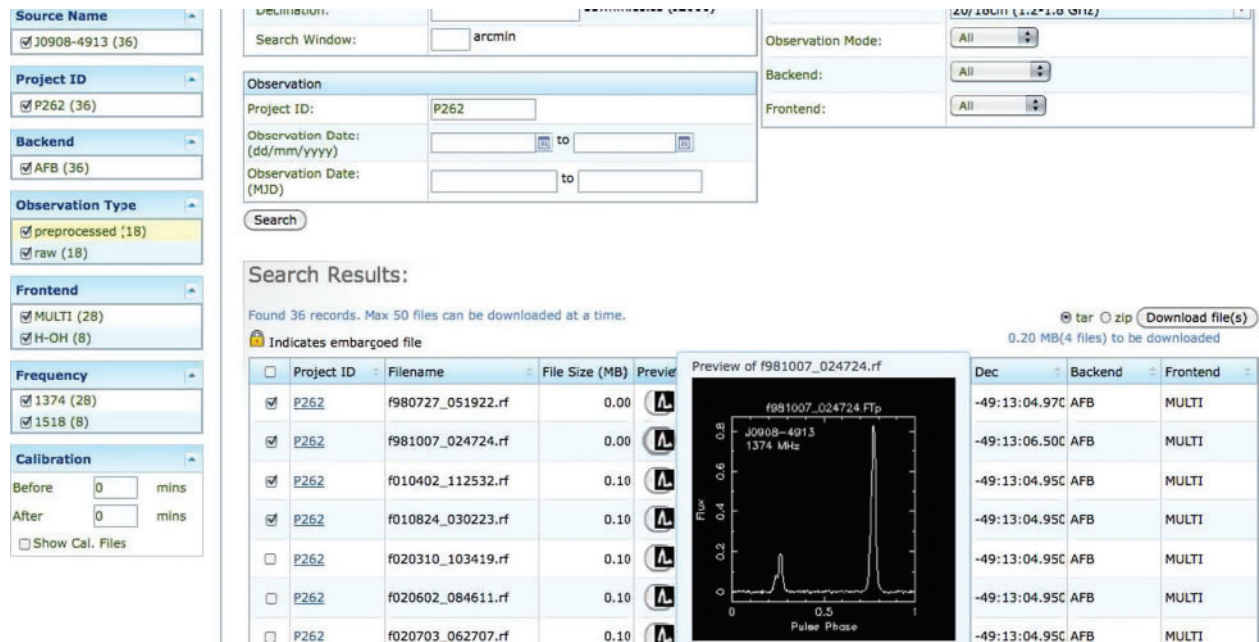 Source Name
J0908-4913 (36)
Project ID
P262 (36)
Backend
AFB (36)
Observation Type
preprocessed (18)
raw (18)
Frontend
MULTI (28)
H-OH (8)
Frequency
1374 (28)
1518 (8)
Calibration
Before 0 mins
After 0 mins
Show Cal. Files
Declination:
Search Window: arcmin
Observation
Project ID: P262
Observation Date: to
(dd/mm/yyyy)
Observation Date: to
(MJD)
Search
20/18cm (1.2-1.8 GHz)
Observation Mode: All
Backend: All
Frontend: All
Search Results:
Found 36 records. Max 50 files can be downloaded at a time.
tar zip Download file(s)
Indicates embargoed file
0.20 MB(4 files) to be downloaded
Project ID Filename File Size (MB) Dec Backend Frontend
P262 f980727_051922.rf 0.00 -49:13:04.970 AFB MULTI
P262 f981007_024724.rf 0.00 -49:13:06.500 AFB MULTI
P262 f010402_112532.rf 0.10 -49:13:04.950 AFB MULTI
P262 f010824_030223.rf 0.10 -49:13:04.950 AFB MULTI
P262 f020310_103419.rf 0.10 -49:13:04.950 AFB MULTI
P262 f020602_084611.rf 0.10 -49:13:04.950 AFB MULTI
P262 f020703_062707.rf 0.10 -49:13:04.950 AFB MULTI
Preview of f981007_024724.rf
f981007_024724.FTp
J0908-4913
1374 MHz
Flux
0.8
0.6
0.4
0.2
0
0 0.5 1
Pulse Phase